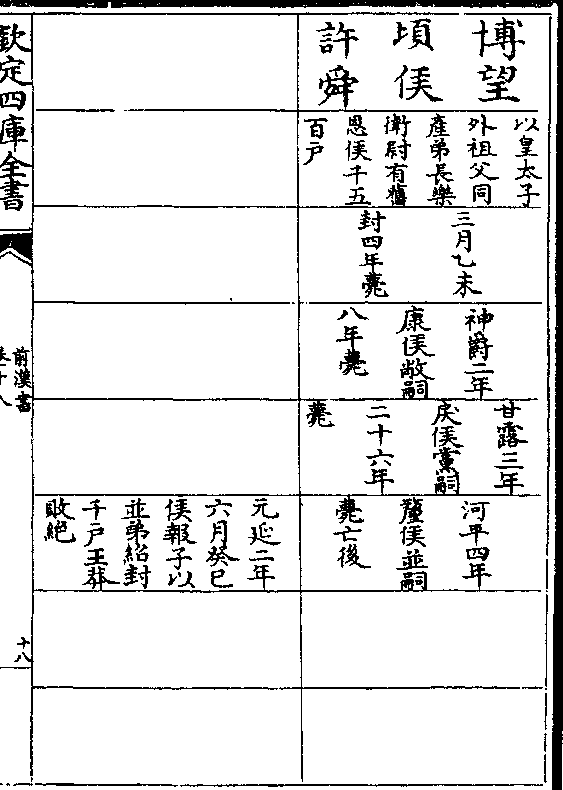 博望
頃侯
許舜
以皇太子
外祖父同
產弟長樂
衛尉有舊
恩侯千五
百戶
三月乙未
封四年薨
神爵二年
康侯敞嗣
八年薨
甘露三年
戾侯黨嗣
二十六年
薨
河平四年
釐侯並嗣
薨亡後
元延二年
六月癸巳
侯報子以
並弟紹封
千戶王莽
敗絕
欽定四庫全書
前漢書
卷十八
十八